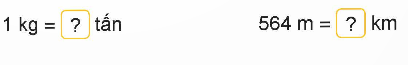 1 kg = ? tấn 564 m = ? km